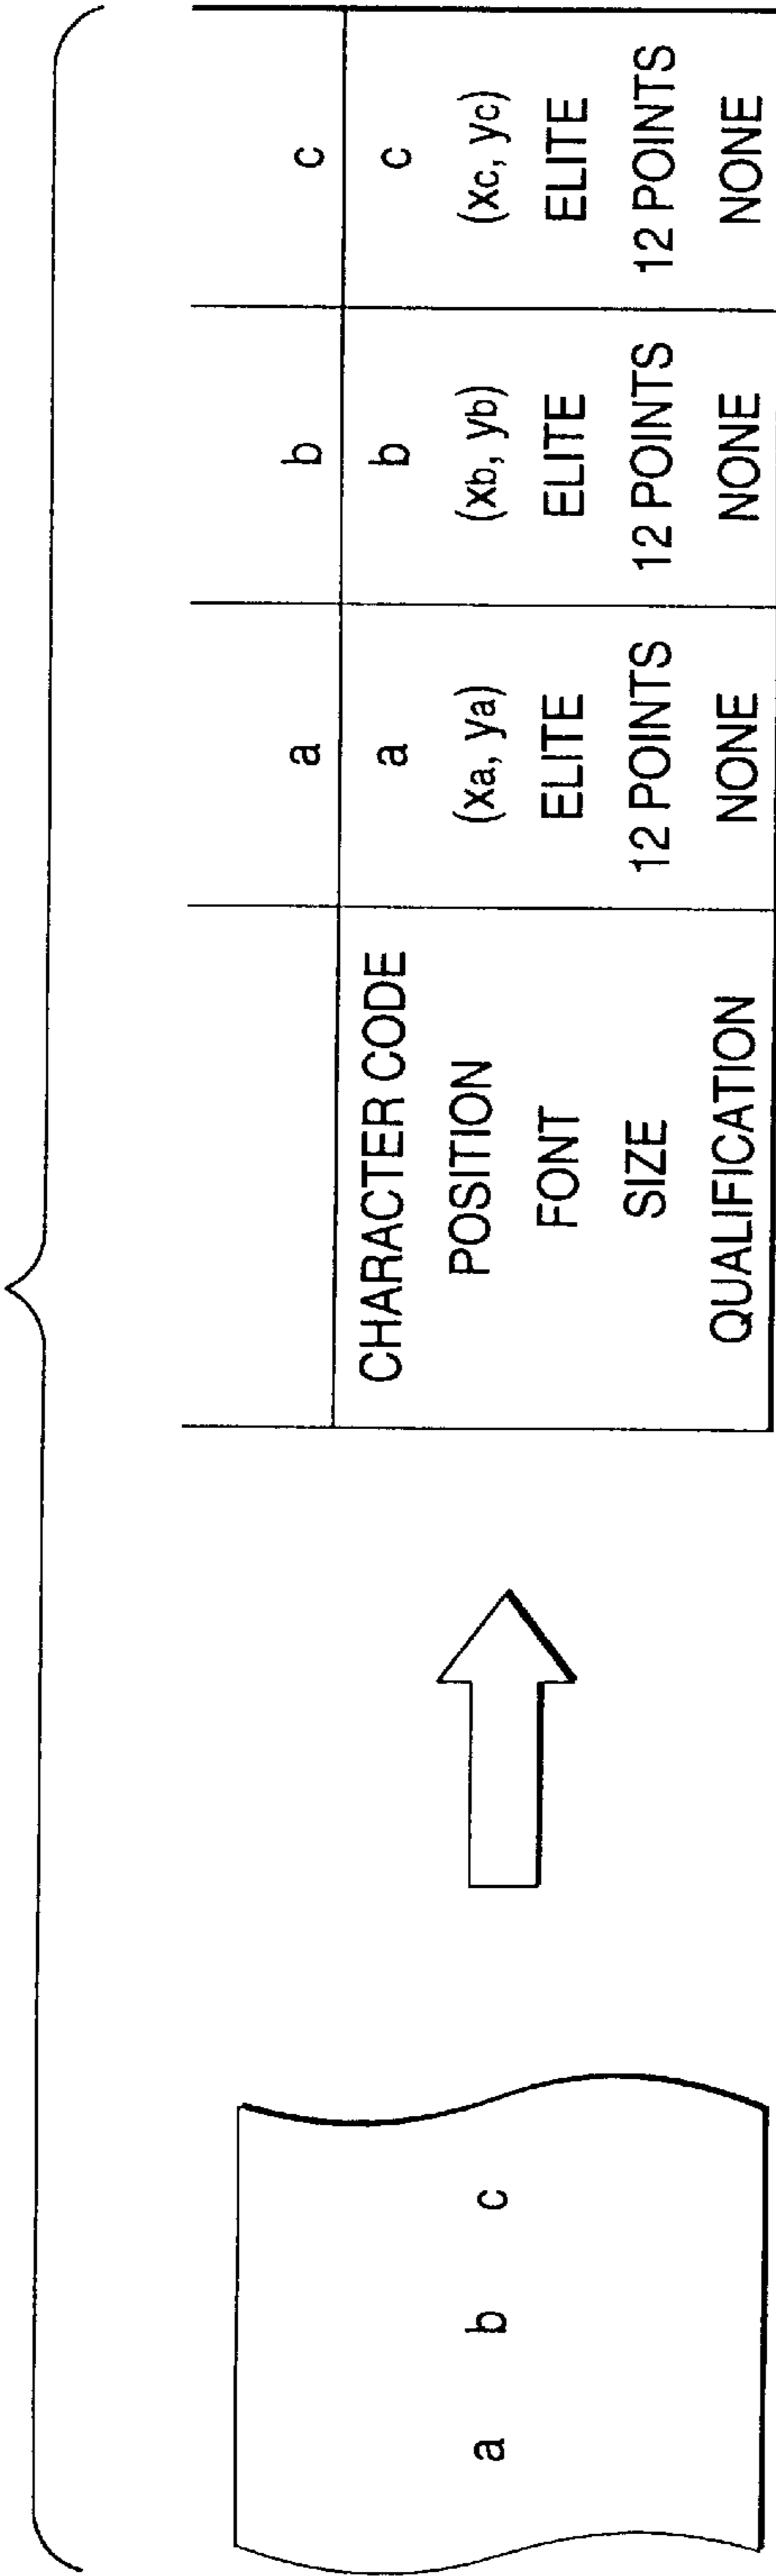 a b c
a b c
CHARACTER CODE a b c
POSITION (xa, ya) (xb, yb) (xc, yc)
FONT ELITE ELITE ELITE
SIZE 12 POINTS 12 POINTS 12 POINTS
QUALIFICATION NONE NONE NONE